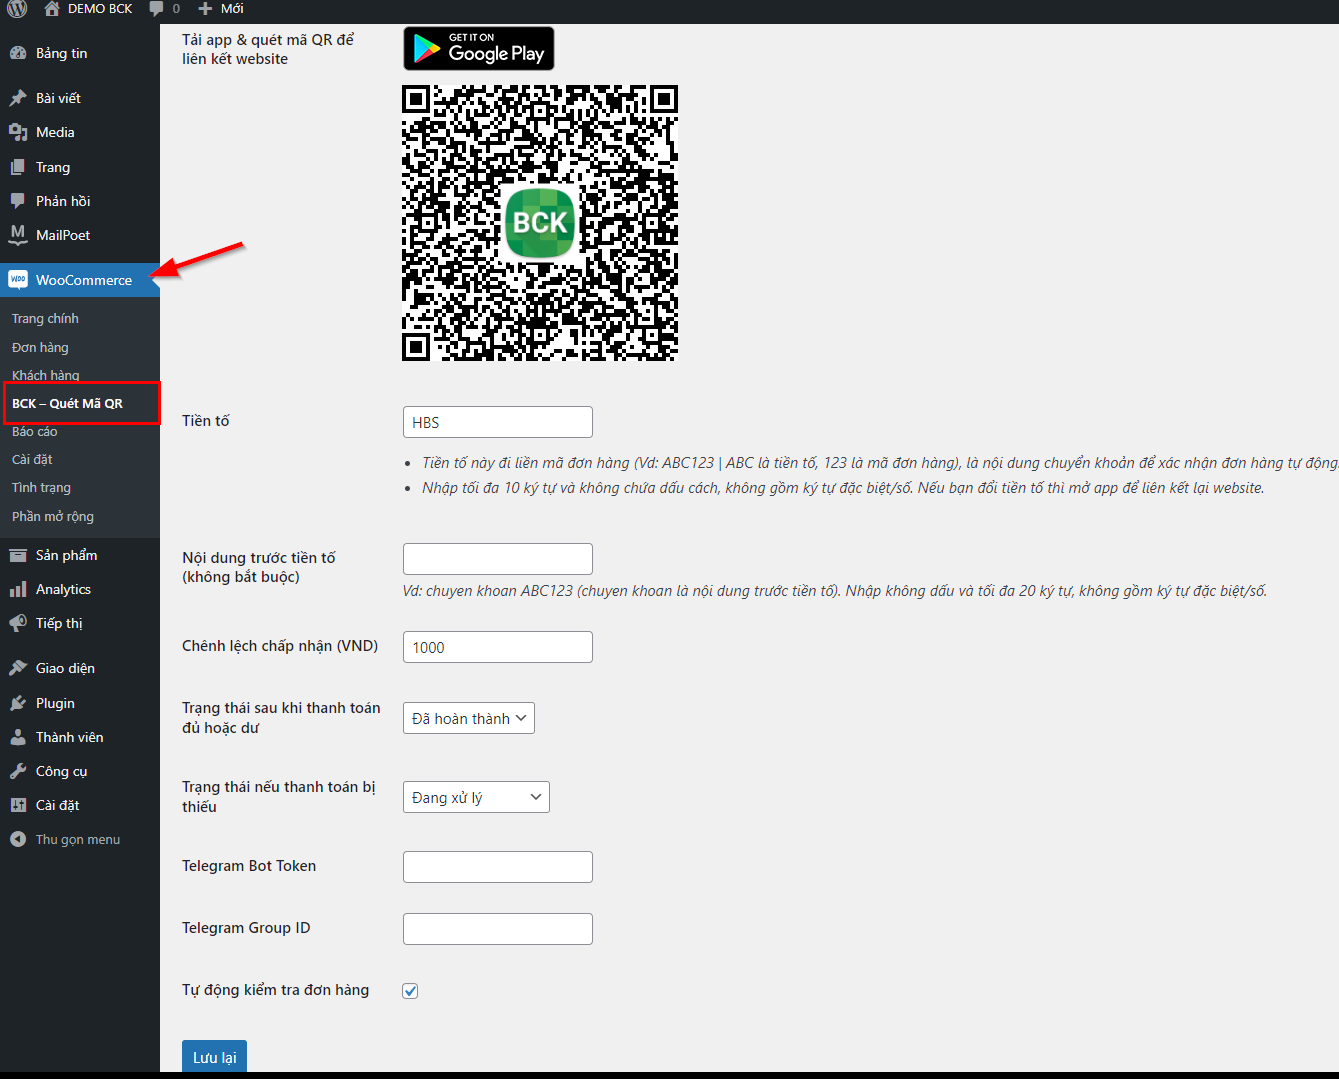 DEMO BCK 0 Mới
Bảng tin
Bài viết
Media
Trang
Phản hồi
MailPoet
WooCommerce
Trang chính
Đơn hàng
Khách hàng
BCK – Quét Mã QR
Báo cáo
Cài đặt
Tình trạng
Phần mở rộng
Sản phẩm
Analytics
Tiếp thị
Giao diện
Plugin
Thành viên
Công cụ
Cài đặt
Thu gọn menu
Tải app & quét mã QR để
liên kết website
GET IT ON
Google Play
BCK
Tiền tố
HBS
Tiền tố này đi liền mã đơn hàng (Vd: ABC123 | ABC là tiền tố, 123 là mã đơn hàng), là nội dung chuyển khoản để xác nhận đơn hàng tự động.
Nhập tối đa 10 ký tự và không chứa dấu cách, không gồm ký tự đặc biệt/số. Nếu bạn đổi tiền tố thì mở app để liên kết lại website.
Nội dung trước tiền tố
(không bắt buộc)
Vd: chuyen khoan ABC123 (chuyen khoan là nội dung trước tiền tố). Nhập không dấu và tối đa 20 ký tự, không gồm ký tự đặc biệt/số.
Chênh lệch chấp nhận (VND)
1000
Trạng thái sau khi thanh toán
đủ hoặc dư
Đã hoàn thành
Trạng thái nếu thanh toán bị
thiếu
Đang xử lý
Telegram Bot Token
Telegram Group ID
Tự động kiểm tra đơn hàng
Lưu lại